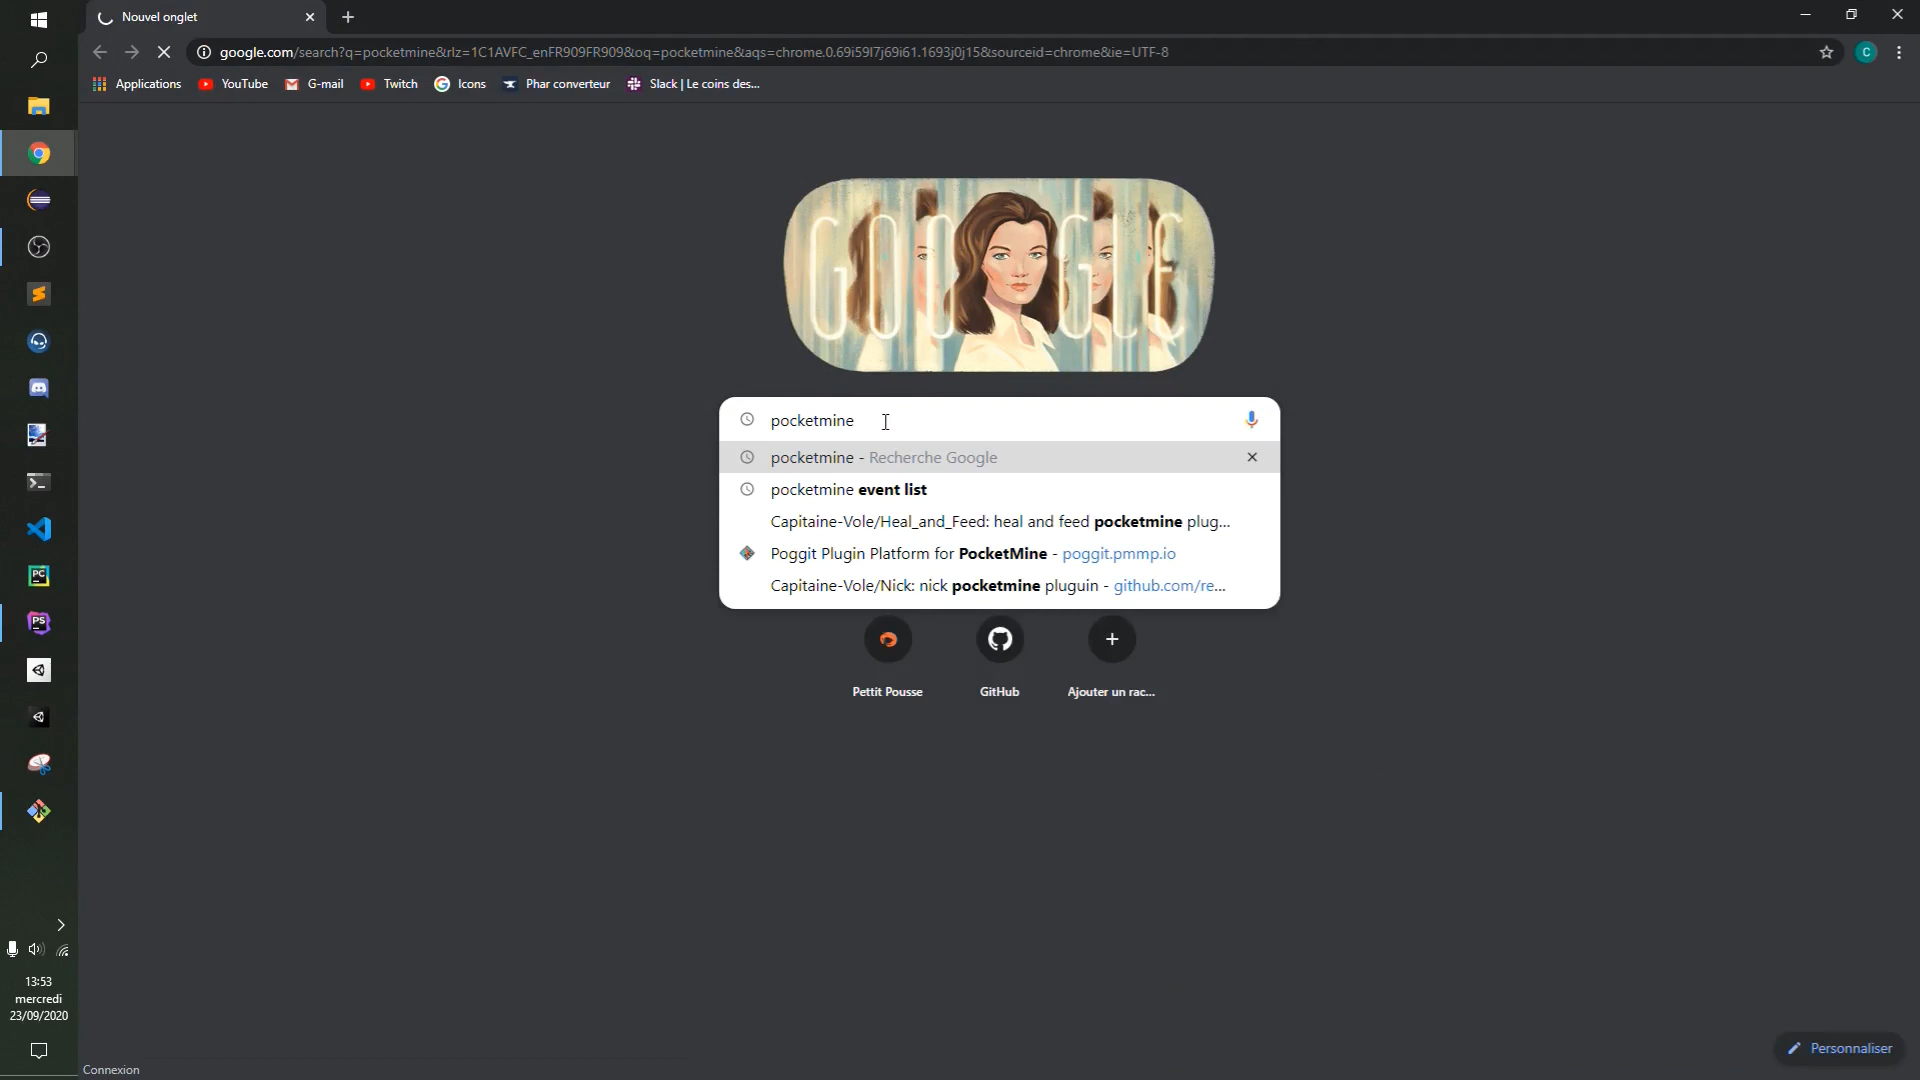 Nouvel onglet
google.com/search?q=pocketmine&rlz=1C1AVFC_enFR909FR909&oq=pocketmine&aqs=chrome.0.69i59l7j69i61.1693j0j15&sourceid=chrome&ie=UTF-8
C
Applications YouTube G-mail Twitch Icons Phar converteur Slack | Le coins des...
GOOGLE
pocketmine
pocketmine - Recherche Google
pocketmine event list
Capitaine-Vole/Heal_and_Feed: heal and feed pocketmine plug...
Poggit Plugin Platform for PocketMine - poggit.pmmp.io
Capitaine-Vole/Nick: nick pocketmine pluguin - github.com/re...
Pettit Pousse GitHub Ajouter un rac...
PC
PS
13:53
mercredi
23/09/2020
Personnaliser
Connexion